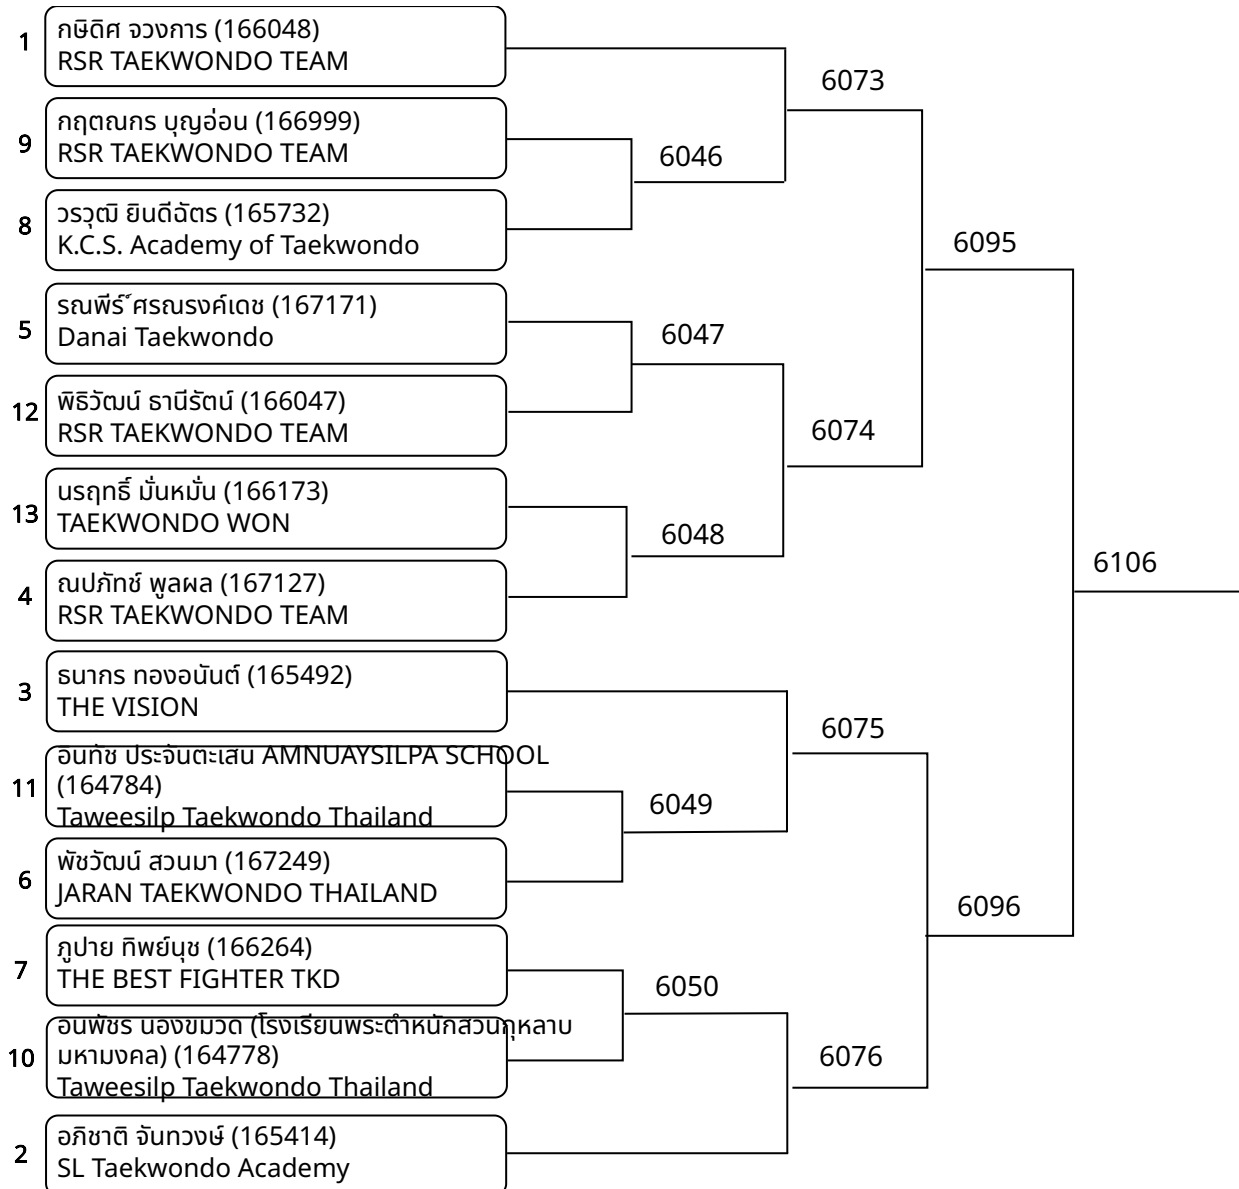 1
กษิดิศ จวงการ (166048)
RSR TAEKWONDO TEAM
6073
9
กฤตณกร บุญอ่อน (166999)
RSR TAEKWONDO TEAM
6046
8
วรวุฒิ ยินดีฉัตร (165732)
K.C.S. Academy of Taekwondo
6095
5
รณพีร์ ศรณรงค์เดช (167171)
Danai Taekwondo
6047
12
พิธิวัฒน์ ธานีรัตน์ (166047)
RSR TAEKWONDO TEAM
6074
13
นรฤทธิ์ มั่นหมั่น (166173)
TAEKWONDO WON
6048
4
ณปภัทช์ พูลผล (167127)
RSR TAEKWONDO TEAM
6106
3
ธนากร ทองอนันต์ (165492)
THE VISION
6075
11
อนทัช ประจันตะเสน AMNUAYSILPA SCHOOL
(164784)
Taweesilp Taekwondo Thailand
6049
6
พัชวัฒน์ สวนมา (167249)
JARAN TAEKWONDO THAILAND
6096
7
ภูปาย ทิพย์นุช (166264)
THE BEST FIGHTER TKD
6050
10
อนพัชร นองขมวด (โรงเรียนพระตำหนักสวนกุหลาบ
มหามงคล) (164778)
Taweesilp Taekwondo Thailand
6076
2
อภิชาติ จันทวงษ์ (165414)
SL Taekwondo Academy